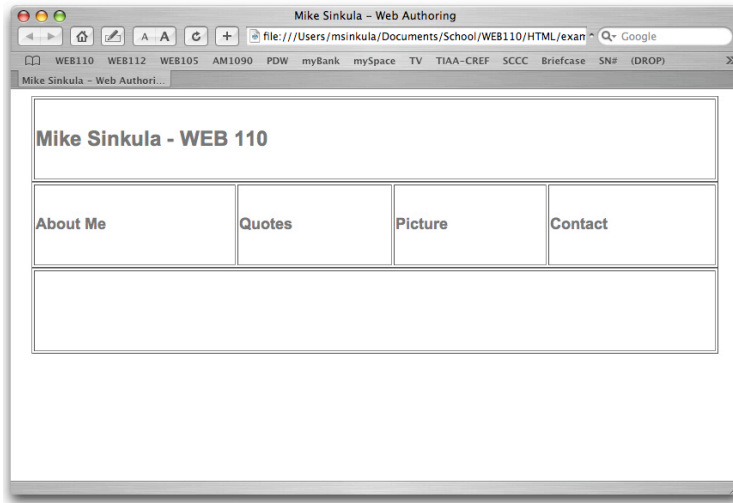 Mike Sinkula – Web Authoring
A A file:///Users/msinkula/Documents/School/WEB110/HTML/exam Google
WEB110 WEB112 WEB105 AM1090 PDW myBank mySpace TV TIAA-CREF SCCC Briefcase SN# (DROP)
Mike Sinkula – Web Authori...
Mike Sinkula - WEB 110
About Me Quotes Picture Contact